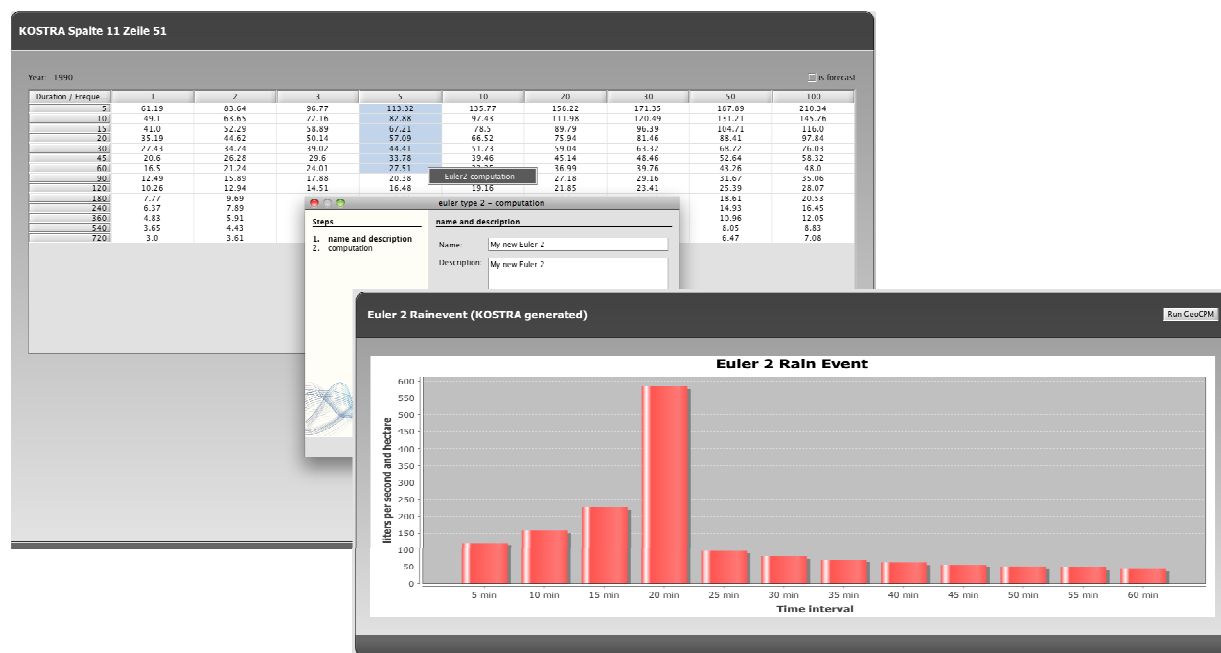 KOSTRA Spalte 11 Zeile 51
Year: 1990
is forecast
Duration / Freque... 1 2 3 5 10 20 30 50 100
5 61.19 83.64 96.77 113.32 135.77 158.22 171.35 187.89 210.34
10 49.1 63.65 72.16 82.88 97.43 111.98 120.49 131.21 145.76
15 41.0 52.29 58.89 67.21 78.5 89.79 96.39 104.71 116.0
20 35.19 44.62 50.14 57.09 66.52 75.94 81.46 88.41 97.84
30 27.43 34.74 39.02 44.41 51.73 59.04 63.32 68.72 76.03
45 20.6 26.28 29.6 33.78 39.46 45.14 48.46 52.64 58.32
60 16.5 21.24 24.01 27.51 36.99 39.76 43.26 48.0
90 12.49 15.89 17.88 20.38 27.18 29.16 31.67 35.06
120 10.26 12.94 14.51 16.48 19.16 21.85 23.41 25.39 28.07
180 7.77 9.69 18.61 20.53
240 6.37 7.89 14.93 16.45
360 4.83 5.91 10.96 12.05
540 3.65 4.43 8.05 8.83
720 3.0 3.61 6.47 7.08
Euler2 computation
euler type 2 - computation
Steps
1. name and description
2. computation
name and description
Name: My new Euler 2
Description: My new Euler 2
Euler 2 Rainevent (KOSTRA generated)
Run GeoCPM
Euler 2 Rain Event
liters per second and hectare
600
550
500
450
400
350
300
250
200
150
100
50
0
5 min 10 min 15 min 20 min 25 min 30 min 35 min 40 min 45 min 50 min 55 min 60 min
Time interval